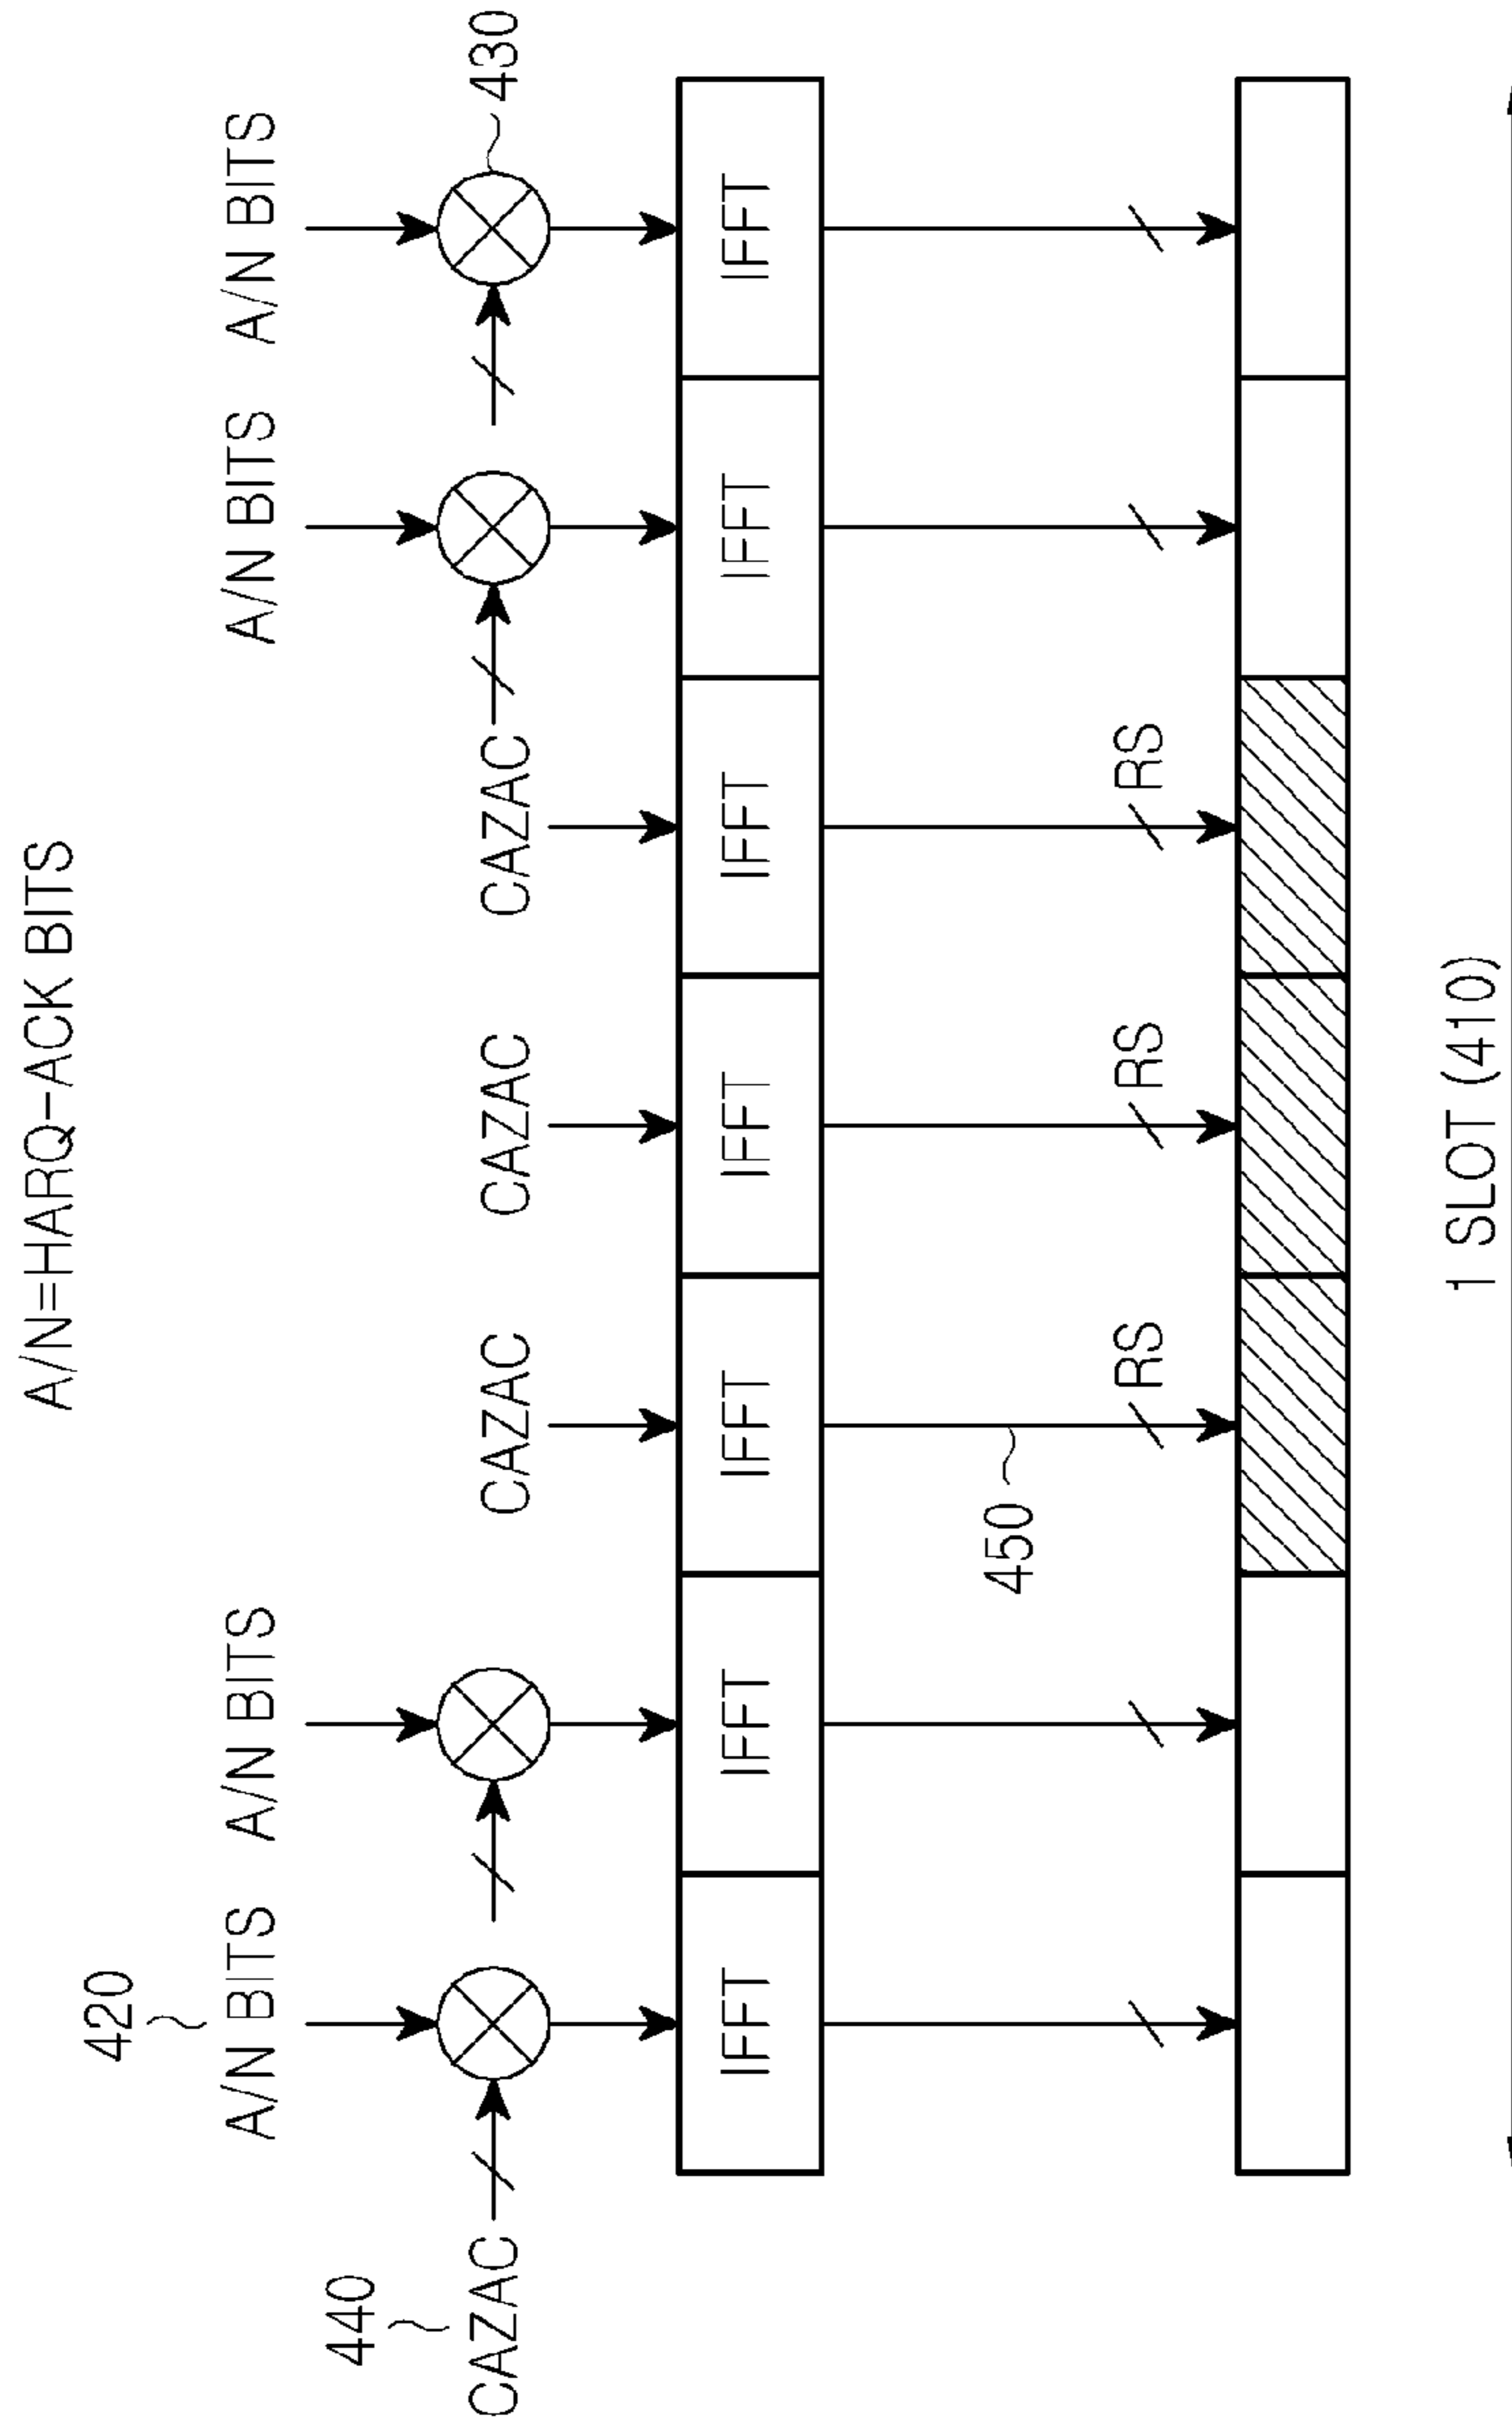 A/N=HARQ-ACK BITS
420
A/N BITS A/N BITS A/N BITS A/N BITS
440
430
CAZAC CAZAC CAZAC CAZAC
IFFT IFFT IFFT IFFT IFFT IFFT IFFT
450
RS RS RS
1 SLOT (410)